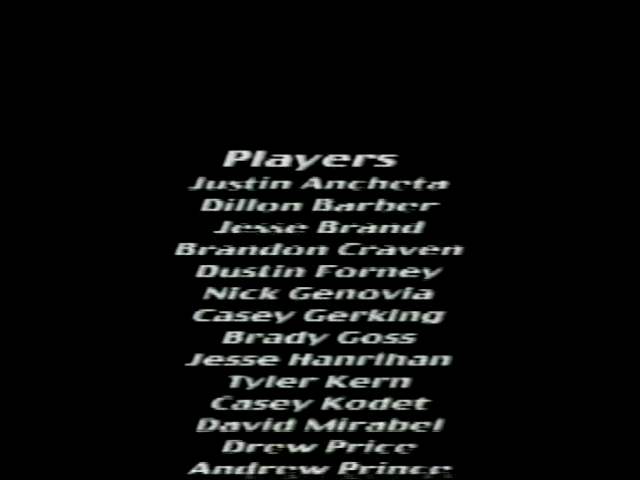 Players
Justin Ancheta
Dillon Barber
Jesse Brand
Brandon Craven
Dustin Forney
Nick Genovia
Casey Gerking
Brady Goss
Jesse Hanrihan
Tyler Kern
Casey Kodet
David Mirabel
Drew Price
Andrew Prince